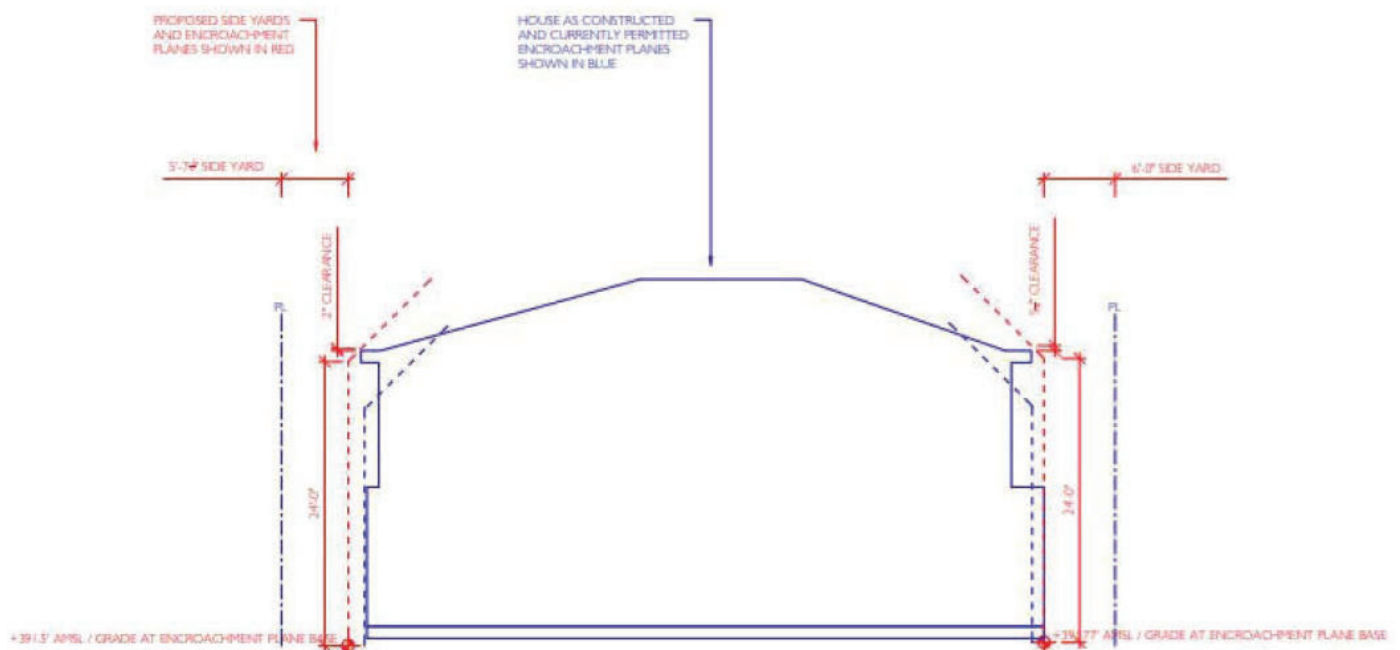 PROPOSED SIDE YARDS
AND ENCROACHMENT
PLANES SHOWN IN RED
HOUSE AS CONSTRUCTED
AND CURRENTLY PERMITTED
ENCROACHMENT PLANES
SHOWN IN BLUE
SIDE YARD
6'-0" SIDE YARD
2" CLEARANCE
CLEARANCE
PL
PL
24'-0"
24'-0"
AMSL / GRADE AT ENCROACHMENT PLANE BASE
AMSL / GRADE AT ENCROACHMENT PLANE BASE